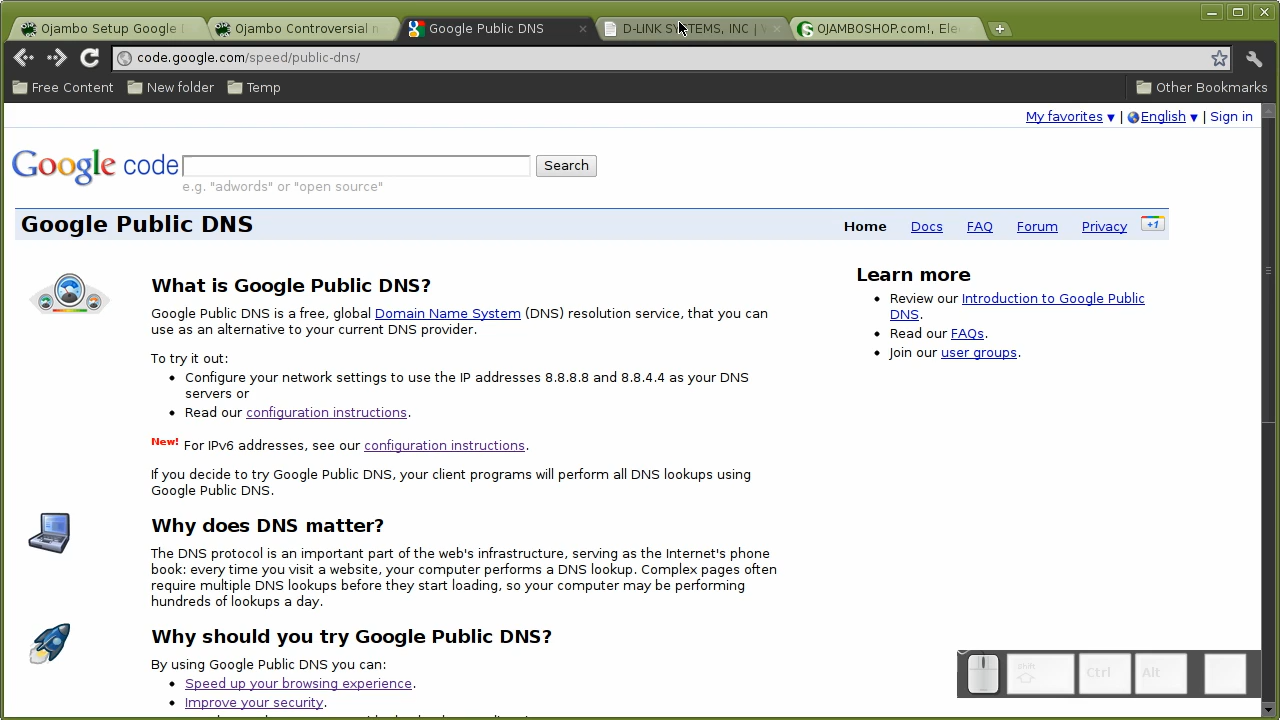 Ojambo Setup Google
Ojambo Controversial
Google Public DNS
D-LINK SYSTEMS, INC |
OJAMBOSHOP.com!, Ele
code.google.com/speed/public-dns/
Free Content
New folder
Temp
Other Bookmarks
My favorites ▼ | English ▼ | Sign in
Google code
Search
e.g. "adwords" or "open source"
Google Public DNS
Home
Docs
FAQ
Forum
Privacy
+1
What is Google Public DNS?
Google Public DNS is a free, global Domain Name System (DNS) resolution service, that you can
use as an alternative to your current DNS provider.
To try it out:
• Configure your network settings to use the IP addresses 8.8.8.8 and 8.8.4.4 as your DNS
servers or
• Read our configuration instructions.
New! For IPv6 addresses, see our configuration instructions.
If you decide to try Google Public DNS, your client programs will perform all DNS lookups using
Google Public DNS.
Learn more
• Review our Introduction to Google Public
DNS.
• Read our FAQs.
• Join our user groups.
Why does DNS matter?
The DNS protocol is an important part of the web's infrastructure, serving as the Internet's phone
book: every time you visit a website, your computer performs a DNS lookup. Complex pages often
require multiple DNS lookups before they start loading, so your computer may be performing
hundreds of lookups a day.
Why should you try Google Public DNS?
By using Google Public DNS you can:
• Speed up your browsing experience.
• Improve your security.
Shift
Ctrl
Alt